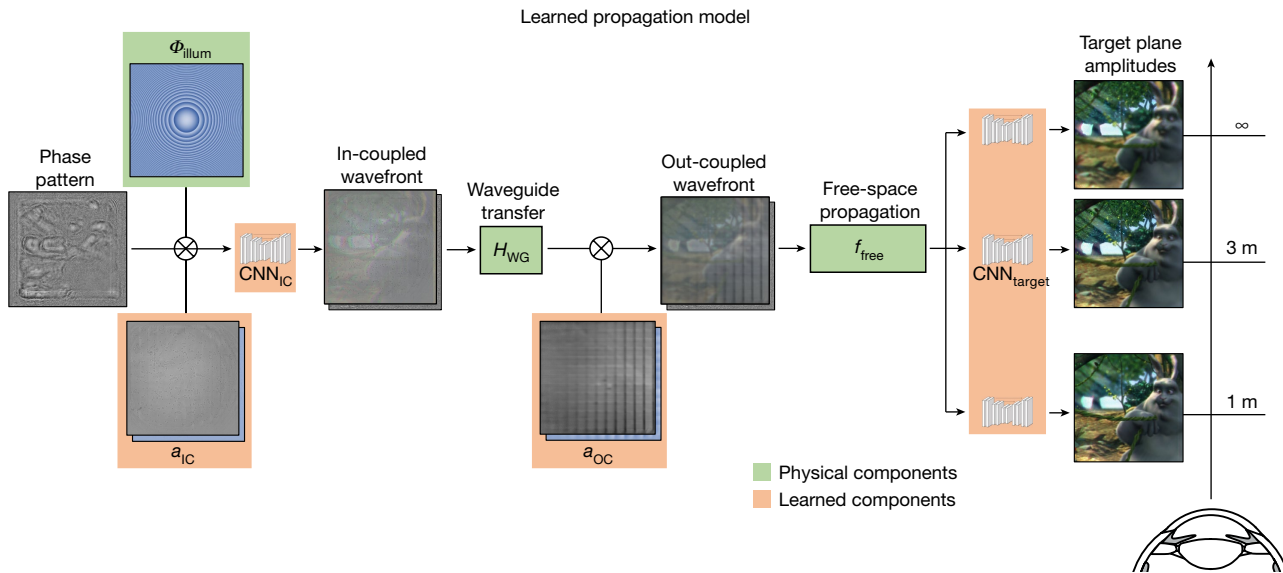 Learned propagation model
Φillum
Phase
pattern
CNNIC
aIC
In-coupled
wavefront
Waveguide
transfer
HWG
aOC
Out-coupled
wavefront
Free-space
propagation
ffree
CNNtarget
Target plane
amplitudes
∞
3 m
1 m
Physical components
Learned components